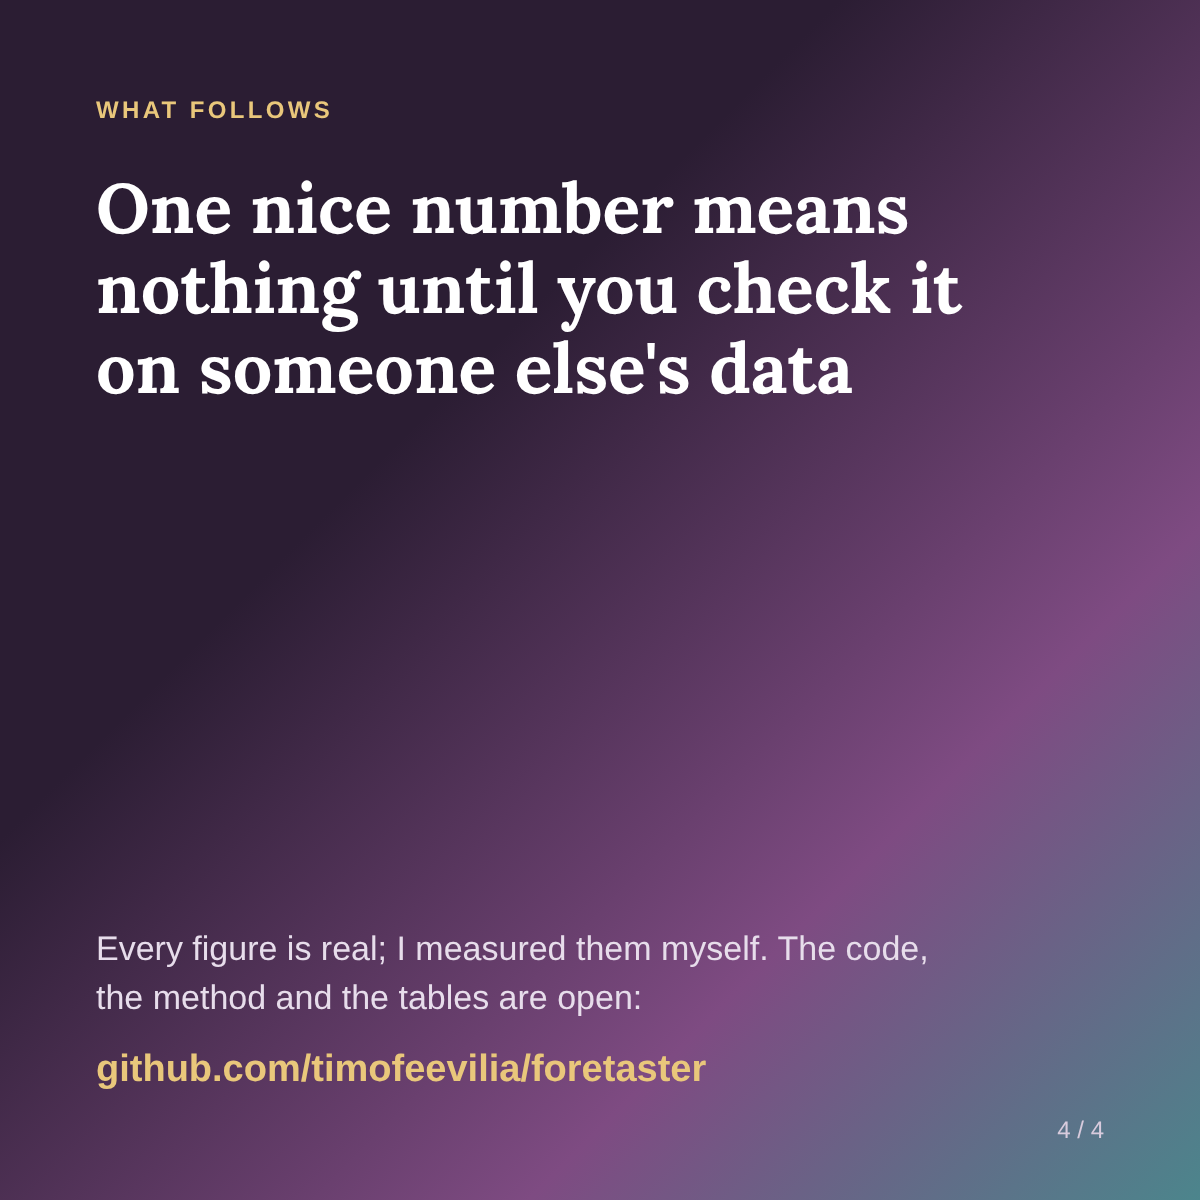 WHAT FOLLOWS
One nice number means
nothing until you check it
on someone else's data
Every figure is real; I measured them myself. The code,
the method and the tables are open:
github.com/timofeevilia/foretaster
4 / 4